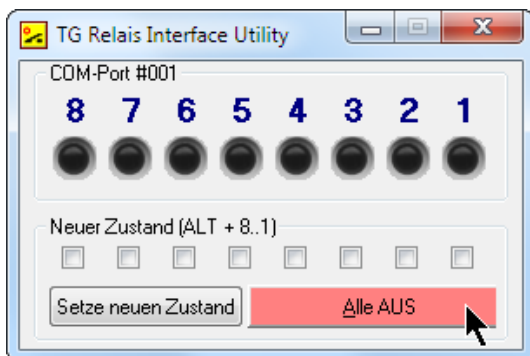 TG Relais Interface Utility
COM-Port #001
8 7 6 5 4 3 2 1
Neuer Zustand (ALT + 8..1)
Setze neuen Zustand Alle AUS